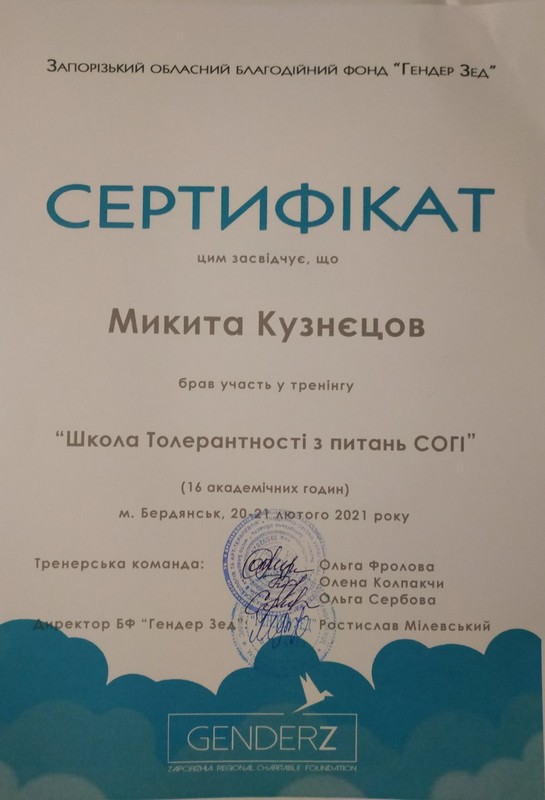 Запорізький обласний благодійний фонд "Гендер Зед"
СЕРТИФІКАТ
цим засвідчує, що
Микита Кузнєцов
брав участь у тренінгу
"Школа Толерантності з питань СОГІ"
(16 академічних годин)
м. Бердянськ, 20-21 лютого 2021 року
Тренерська команда: Ольга Фролова
Олена Колпакчи
Ольга Сербова
Директор БФ "Гендер Зед" Ростислав Мілевський
GENDERZ
ZAPORIZHIA REGIONAL CHARITABLE FOUNDATION